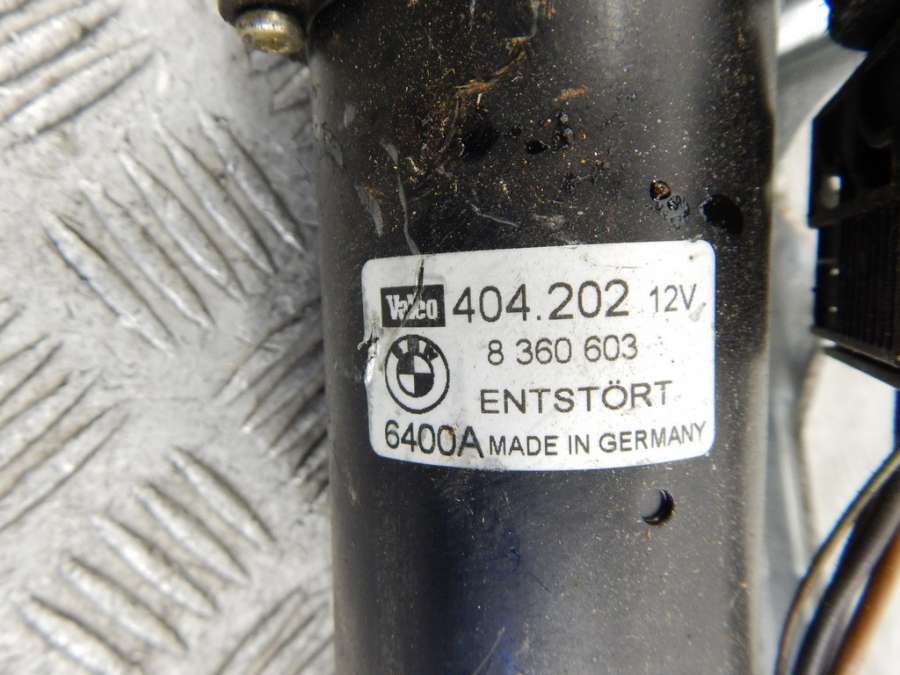 Valeo 404.202 12V
8 360 603
ENTSTÖRT
6400A MADE IN GERMANY